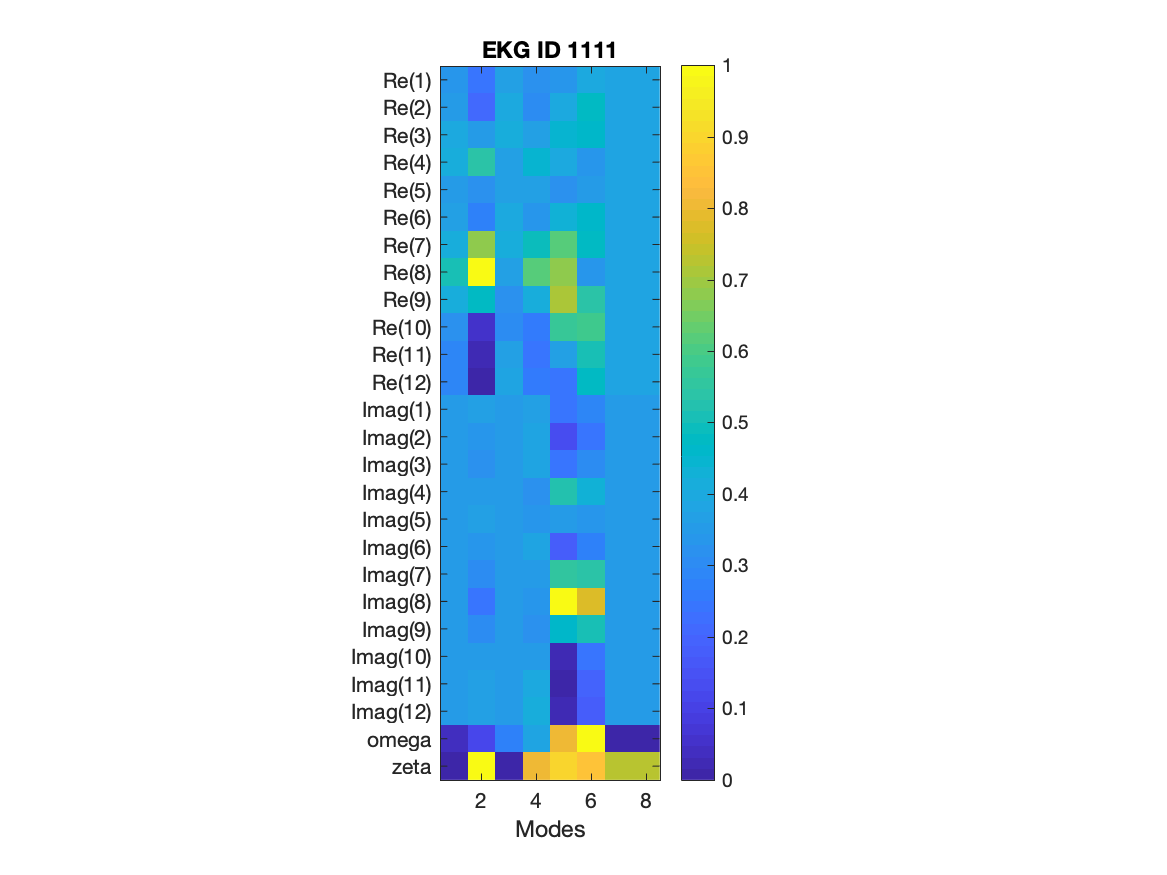 EKG ID 1111
Re(1)
Re(2)
Re(3)
Re(4)
Re(5)
Re(6)
Re(7)
Re(8)
Re(9)
Re(10)
Re(11)
Re(12)
Imag(1)
Imag(2)
Imag(3)
Imag(4)
Imag(5)
Imag(6)
Imag(7)
Imag(8)
Imag(9)
Imag(10)
Imag(11)
Imag(12)
omega
zeta
2 4 6 8
Modes
1
0.9
0.8
0.7
0.6
0.5
0.4
0.3
0.2
0.1
0